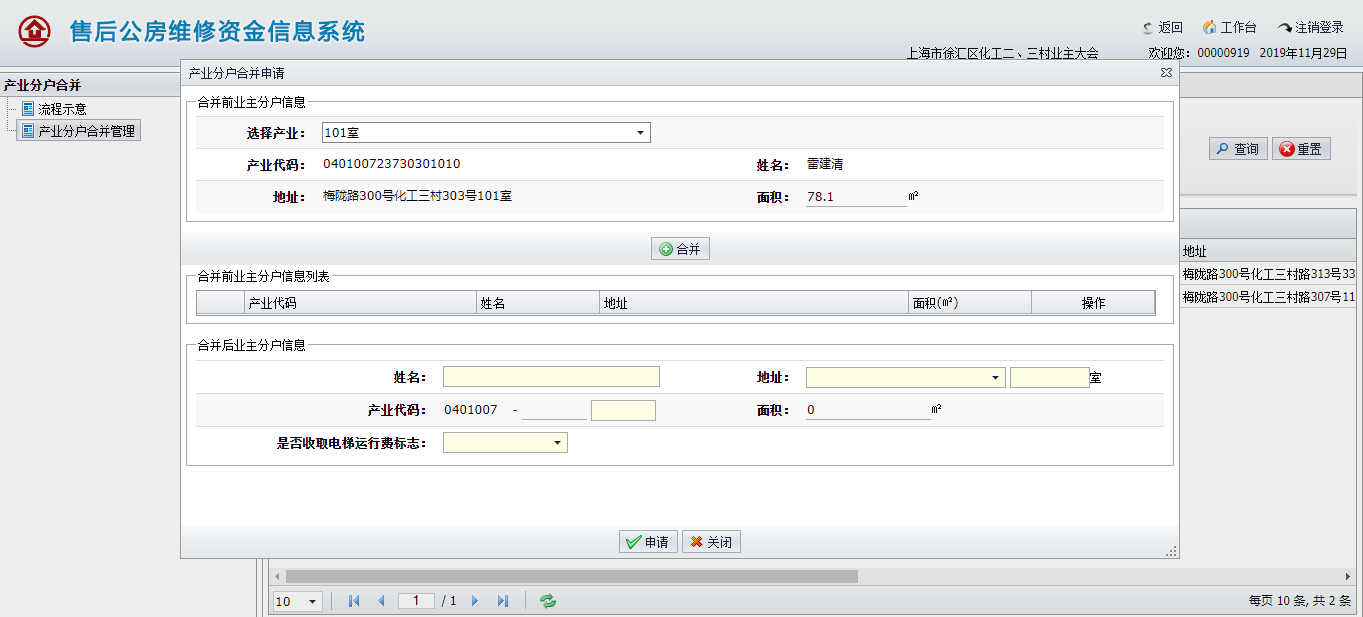 售后公房维修资金信息系统
返回 工作台 注销登录
上海市徐汇区化工二、三村业主大会 欢迎您：00000919 2019年11月29日
产业分户合并
流程示意
产业分户合并管理
产业分户合并申请
合并前业主分户信息
选择产业： 101室
产业代码： 040100723730301010 姓名： 雷建清
地址： 梅陇路300号化工三村303号101室 面积： 78.1 ㎡
合并
合并前业主分户信息列表
产业代码 姓名 地址 面积(㎡) 操作
合并后业主分户信息
姓名： 地址： 室
产业代码： 0401007 - 面积： 0 ㎡
是否收取电梯运行费标志：
申请 关闭
查询 重置
地址
梅陇路300号化工三村路313号33
梅陇路300号化工三村路307号11
10 1 / 1 每页 10 条, 共 2 条